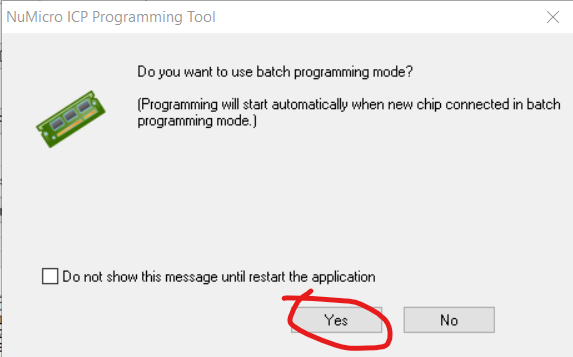 NuMicro ICP Programming Tool
Do you want to use batch programming mode?
(Programming will start automatically when new chip connected in batch
programming mode.)
Do not show this message until restart the application
Yes
No